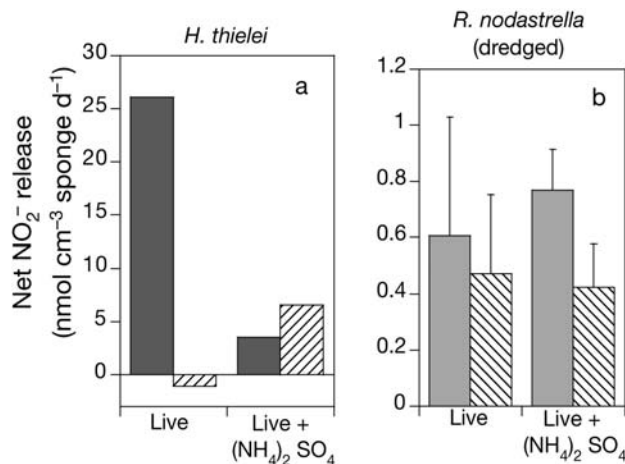 H. thielei
R. nodastrella
(dredged)
Net NO₂⁻ release
(nmol cm⁻³ sponge d⁻¹)
30
25
20
15
10
5
0
a
Live
Live +
(NH₄)₂ SO₄
1.2
1
0.8
0.6
0.4
0.2
0
b
Live
Live +
(NH₄)₂ SO₄